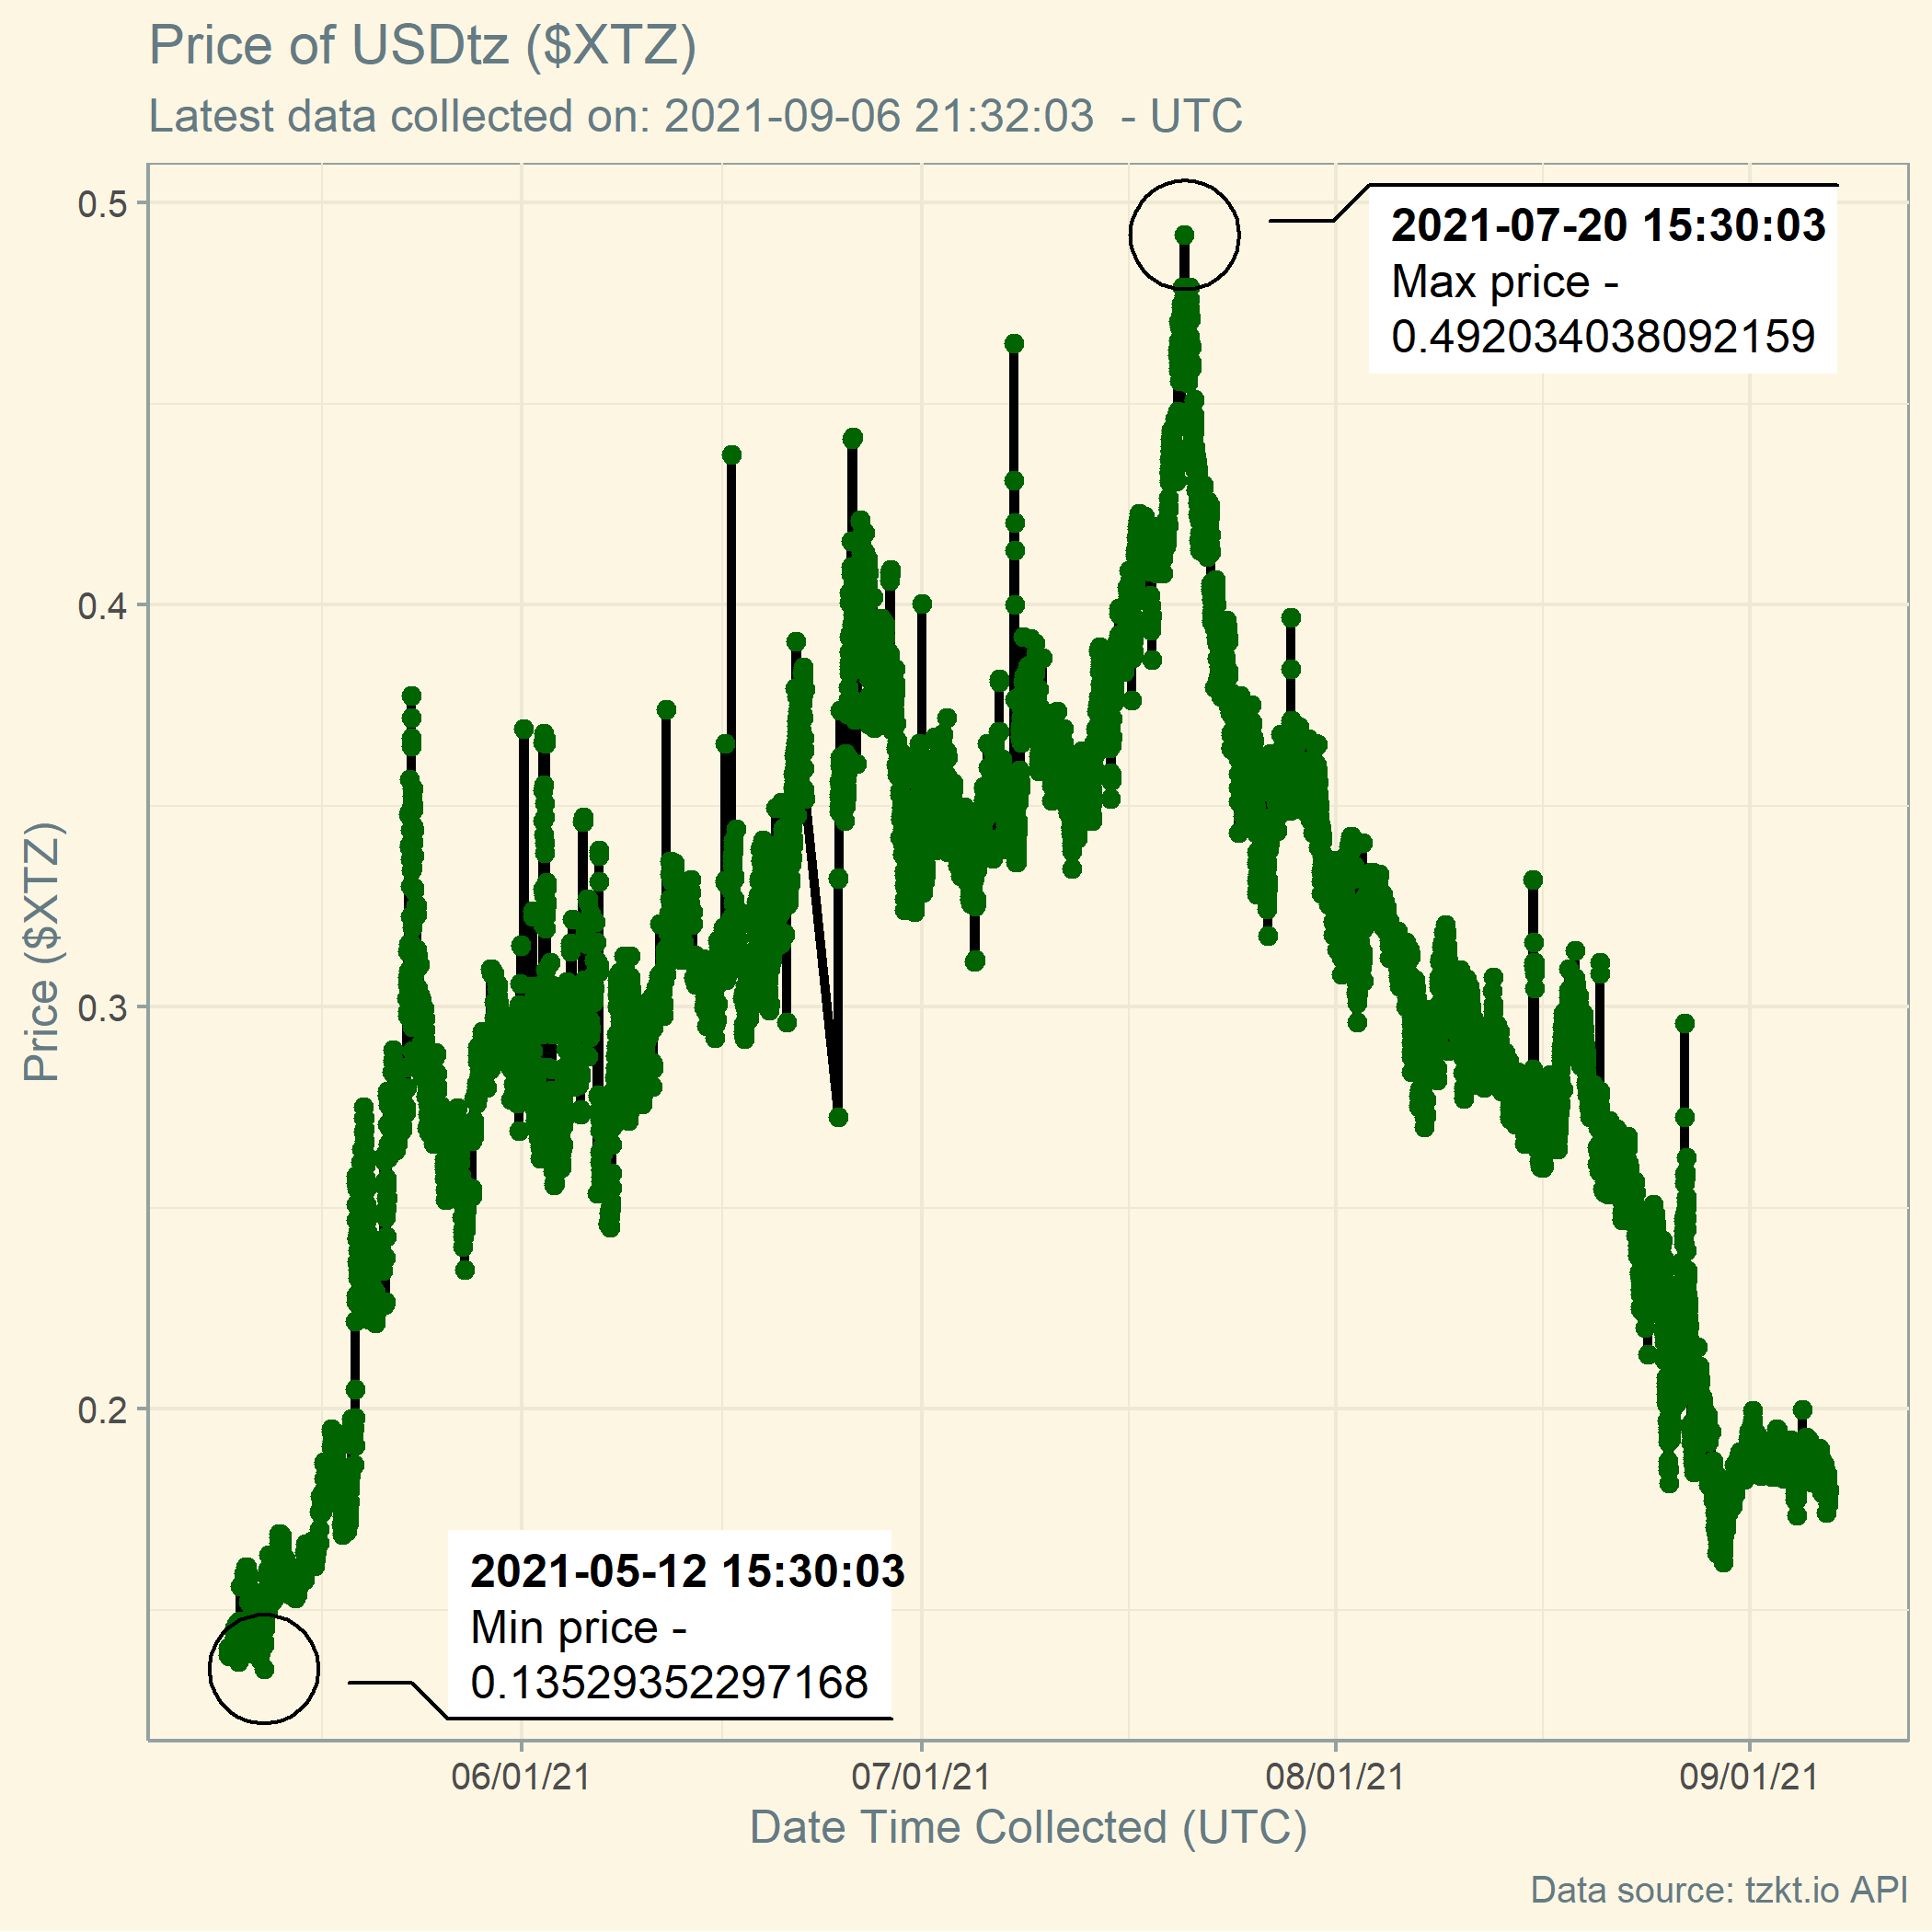 Price of USDtz ($XTZ)
Latest data collected on: 2021-09-06 21:32:03  - UTC
0.5
0.4
0.3
0.2
Price ($XTZ)
2021-07-20 15:30:03
Max price -
0.492034038092159
2021-05-12 15:30:03
Min price -
0.13529352297168
06/01/21
07/01/21
08/01/21
09/01/21
Date Time Collected (UTC)
Data source: tzkt.io API